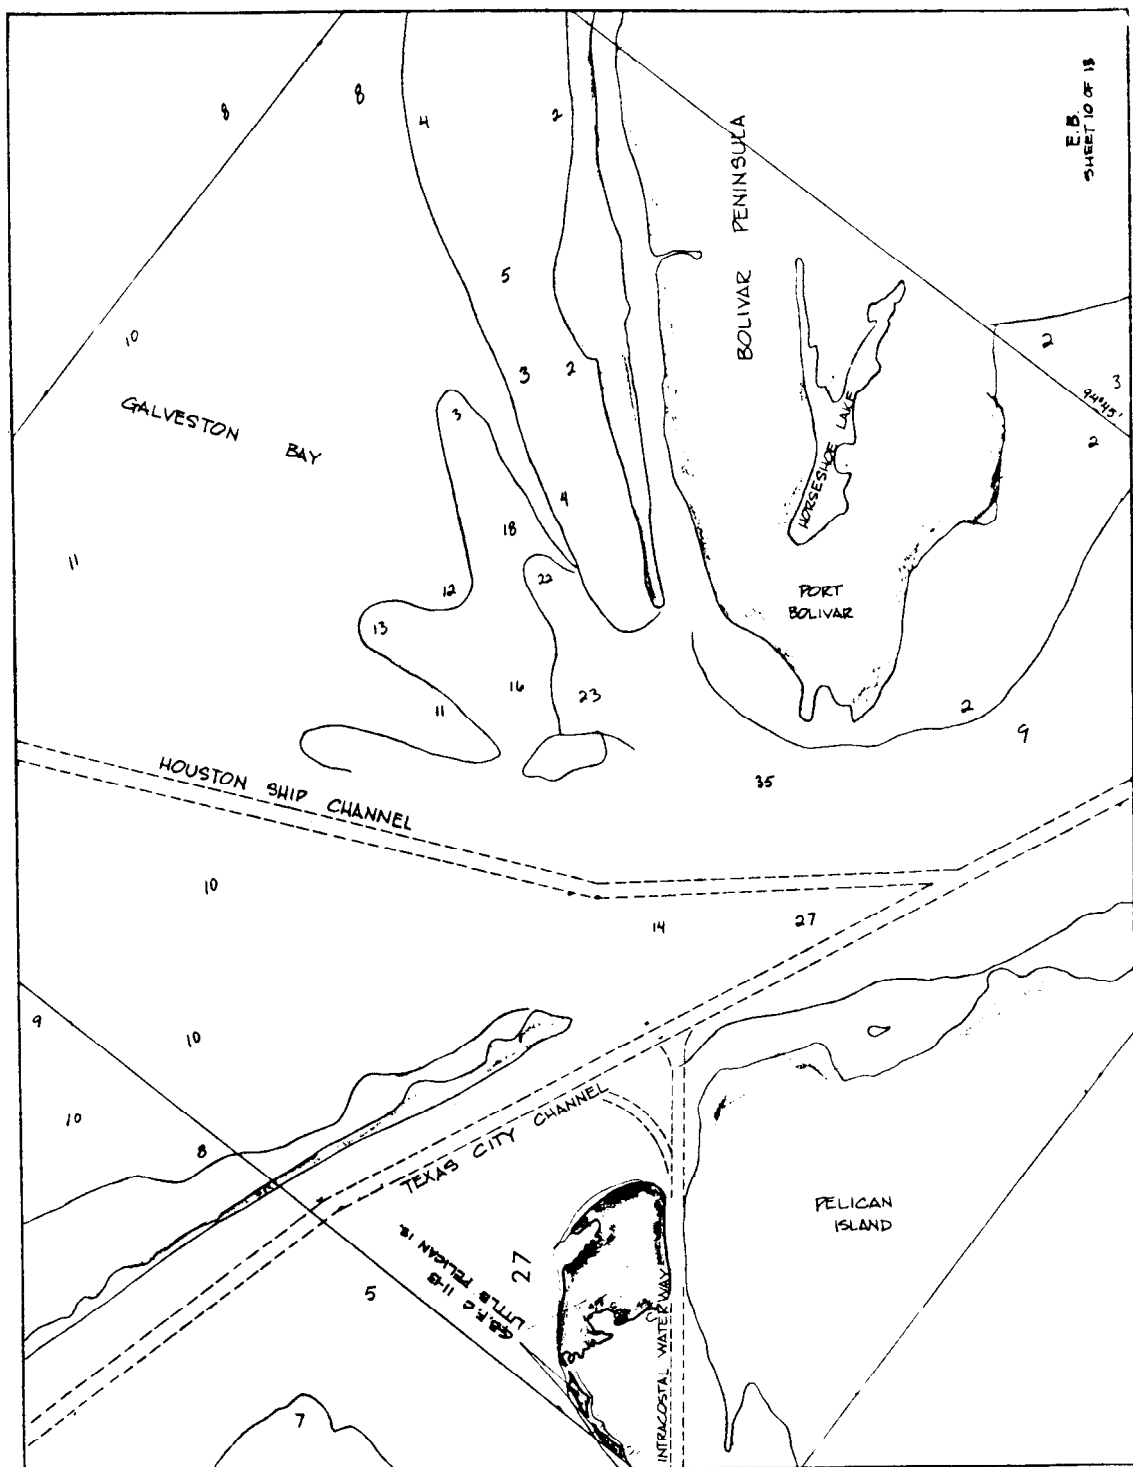 E.B.
SHEET 10 OF 13
8
8
4
2
BOLIVAR PENINSULA
5
10
2
3
2
3
94°45'
GALVESTON BAY
3
2
HORSESHOE LAKE
4
18
11
12
22
PORT
BOLIVAR
13
16
23
11
2
9
HOUSTON SHIP CHANNEL
35
10
14
27
9
10
10
8
TEXAS CITY CHANNEL
PELICAN
ISLAND
27
LITTLE PELICAN IS.
5
INTRACOSTAL WATERWAY
7